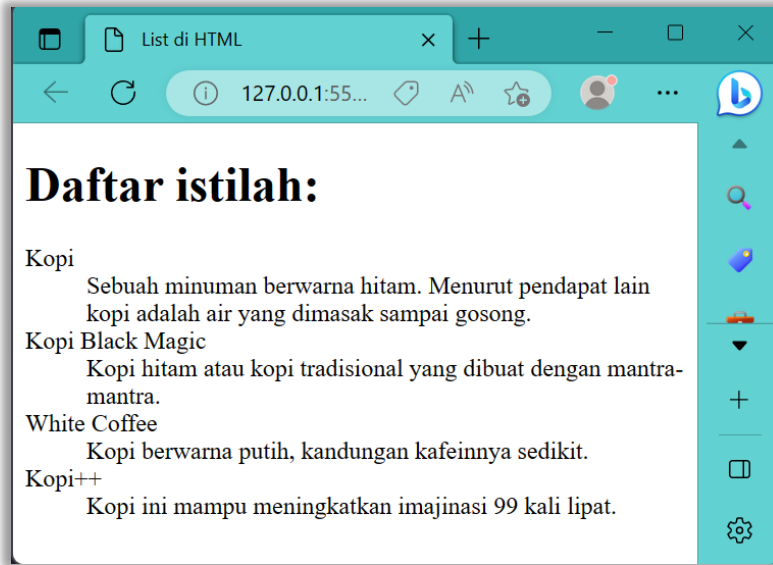 List di HTML
127.0.0.1:55...
Daftar istilah:
Kopi
Sebuah minuman berwarna hitam. Menurut pendapat lain
kopi adalah air yang dimasak sampai gosong.
Kopi Black Magic
Kopi hitam atau kopi tradisional yang dibuat dengan mantra-
mantra.
White Coffee
Kopi berwarna putih, kandungan kafeinnya sedikit.
Kopi++
Kopi ini mampu meningkatkan imajinasi 99 kali lipat.